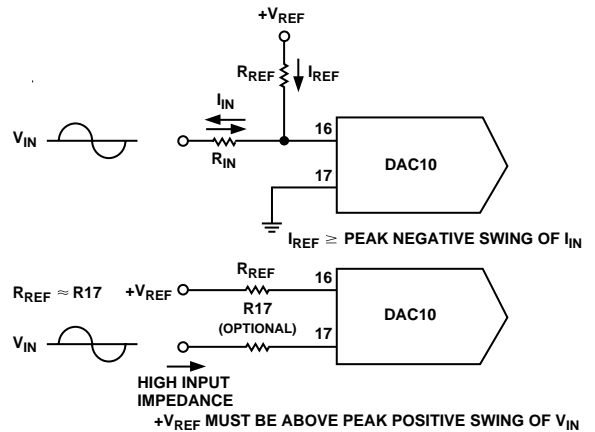 +VREF
RREF
IREF
IIN
VIN
RIN
16
DAC10
17
IREF ≥ PEAK NEGATIVE SWING OF IIN
RREF ≈ R17
+VREF
RREF
16
R17
(OPTIONAL)
DAC10
VIN
17
HIGH INPUT
IMPEDANCE
+VREF MUST BE ABOVE PEAK POSITIVE SWING OF VIN